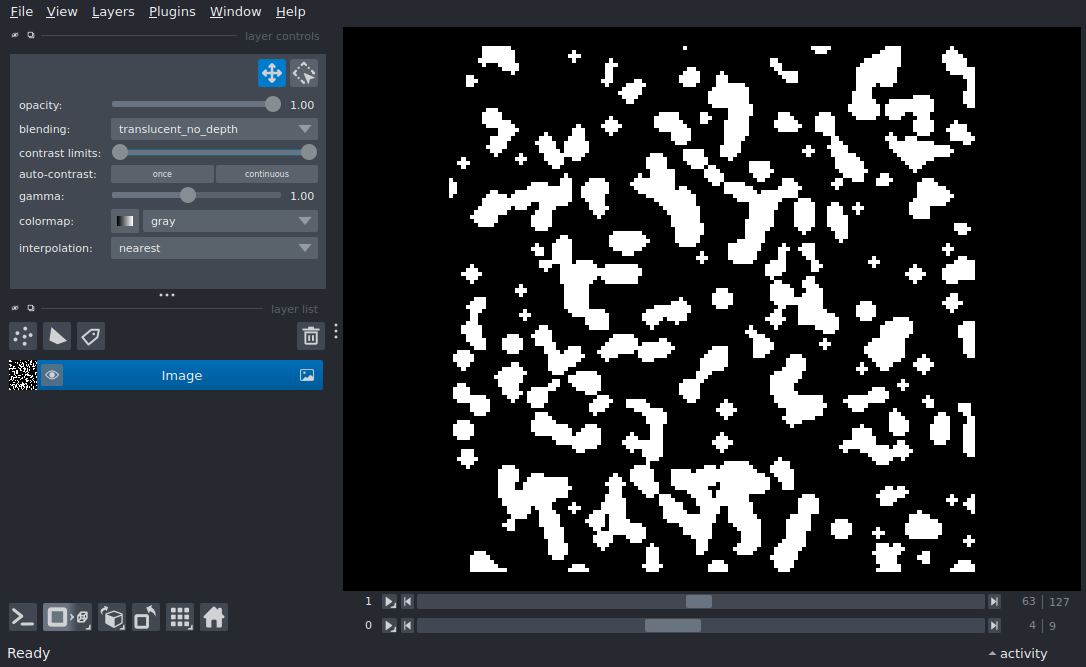 File View Layers Plugins Window Help
layer controls
opacity: 1.00
blending: translucent_no_depth
contrast limits:
auto-contrast: once continuous
gamma: 1.00
colormap: gray
interpolation: nearest
layer list
Image
1 63 127
0 4 9
Ready activity